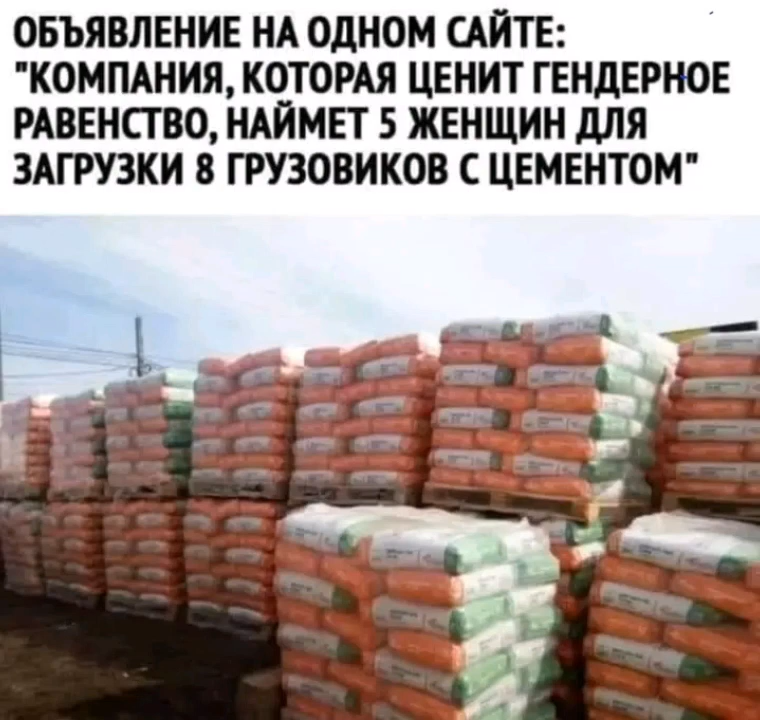 ОБЪЯВЛЕНИЕ НА ОДНОМ САЙТЕ:
"КОМПАНИЯ, КОТОРАЯ ЦЕНИТ ГЕНДЕРНОЕ
РАВЕНСТВО, НАЙМЕТ 5 ЖЕНЩИН ДЛЯ
ЗАГРУЗКИ 8 ГРУЗОВИКОВ С ЦЕМЕНТОМ"